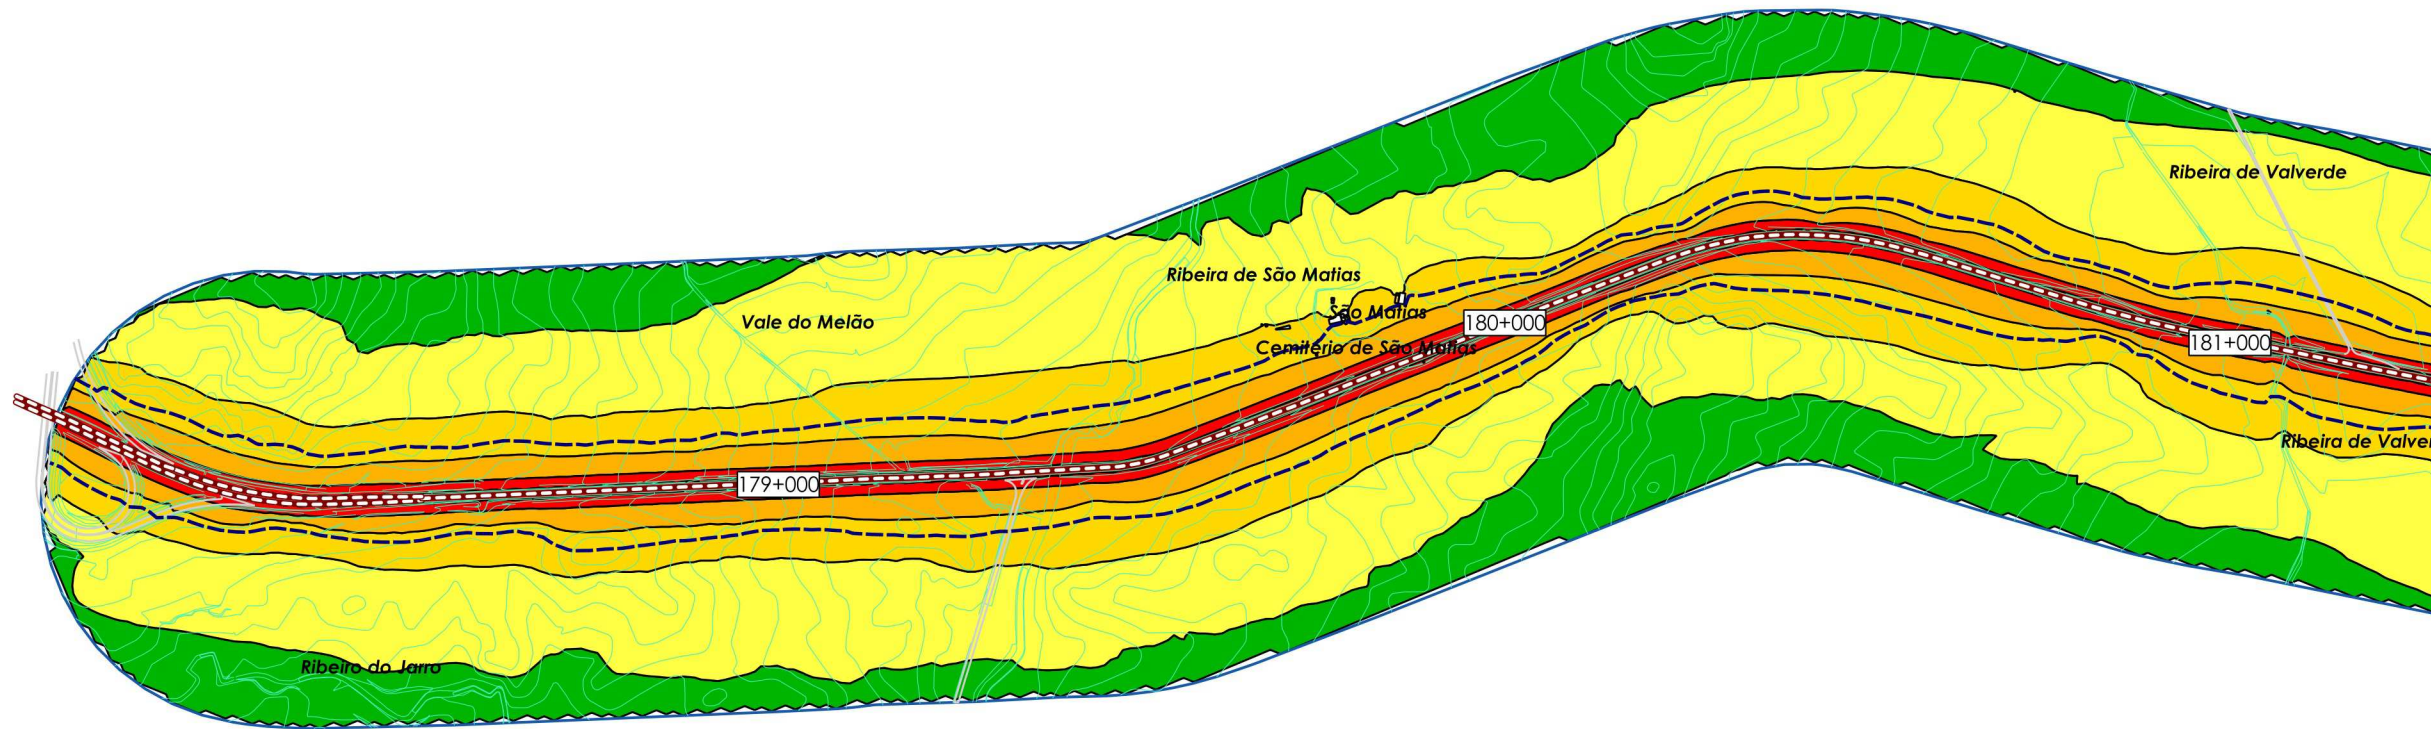 Ribeira de Valverde
Ribeira de São Matias
São Matias
Vale do Melão
180+000
Cemitério de São Matias
181+000
Ribeira de Valver
179+000
Ribeiro do Jarro